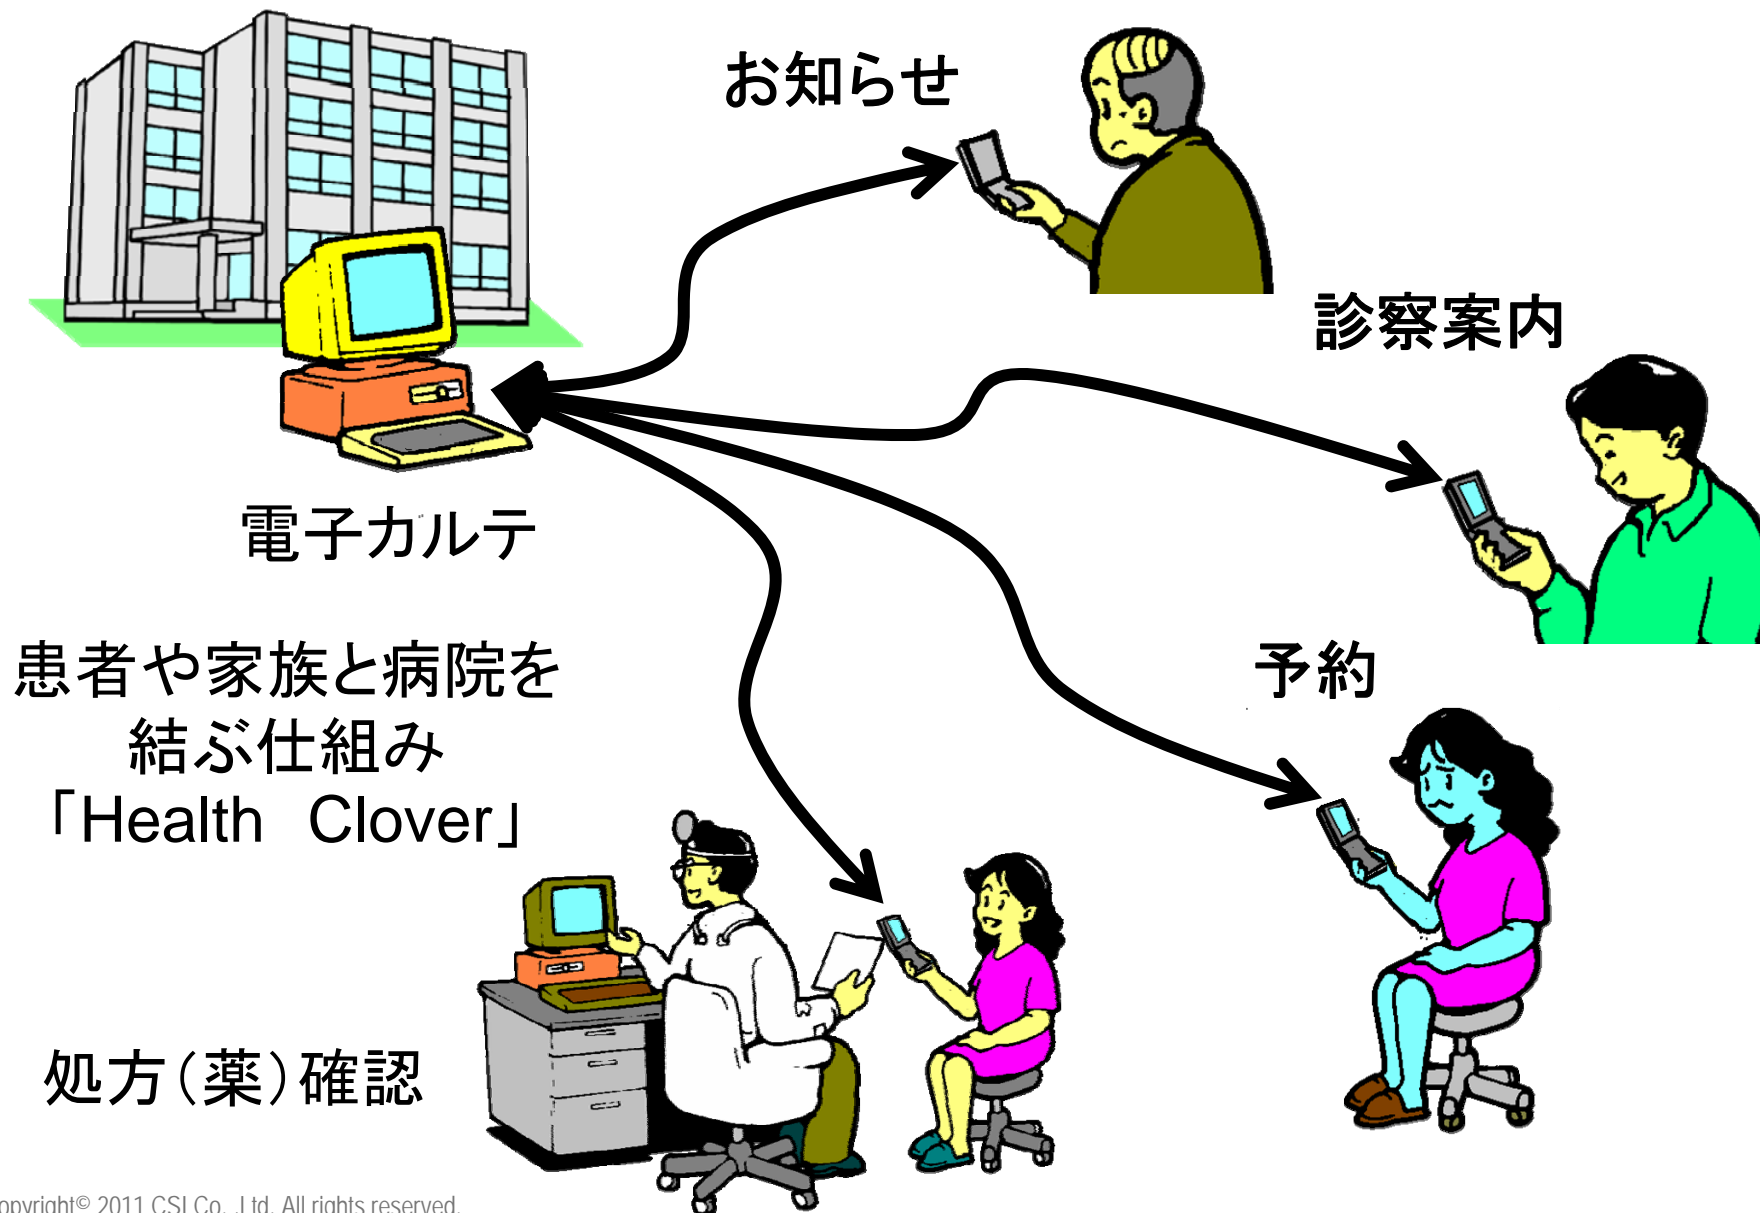 お知らせ
診察案内
電子カルテ
患者や家族と病院を
結ぶ仕組み
「Health　Clover」
予約
処方（薬）確認
opyright© 2011 CSI Co., Ltd. All rights reserved.